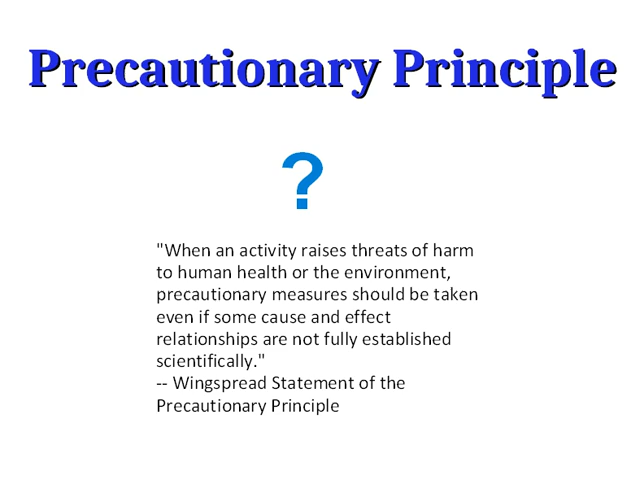 Precautionary Principle
?
"When an activity raises threats of harm
to human health or the environment,
precautionary measures should be taken
even if some cause and effect
relationships are not fully established
scientifically."
-- Wingspread Statement of the
Precautionary Principle